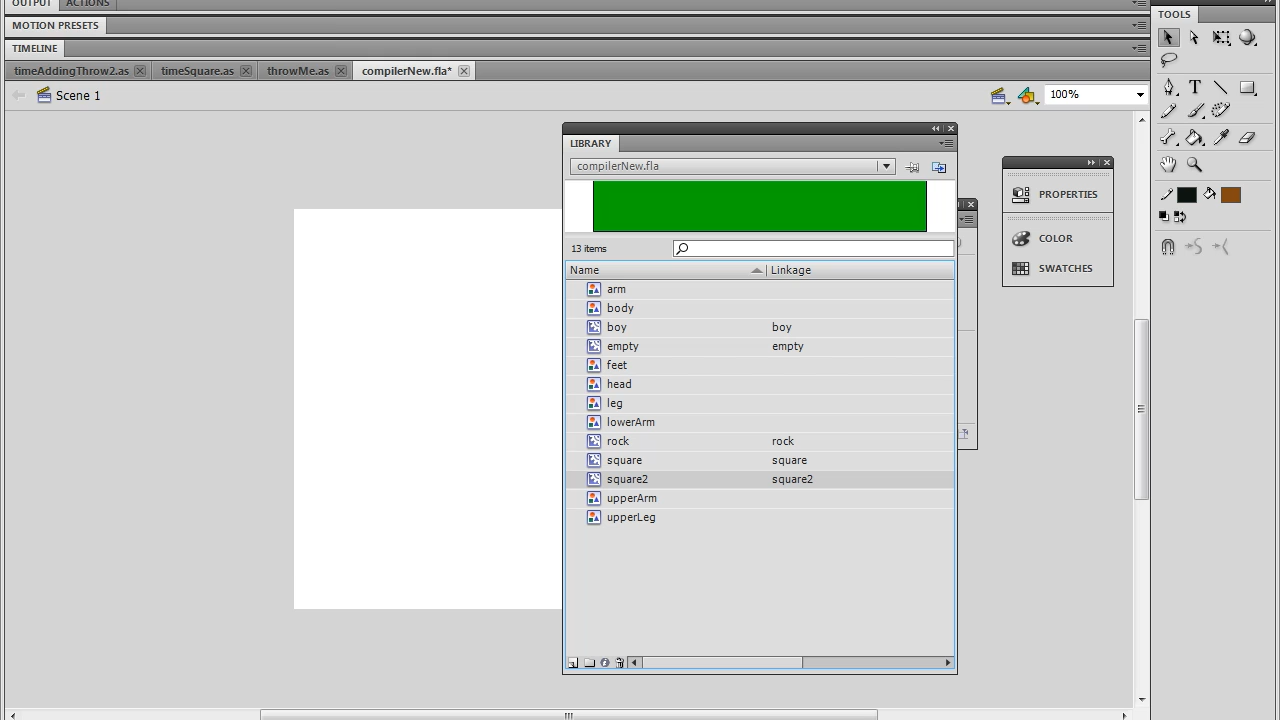 OUTPUT ACTIONS
MOTION PRESETS
TIMELINE
timeAddingThrow2.as timeSquare.as throwMe.as compilerNew.fla*
Scene 1
100%
TOOLS
LIBRARY
compilerNew.fla
13 items
Name Linkage
arm
body
boy boy
empty empty
feet
head
leg
lowerArm
rock rock
square square
square2 square2
upperArm
upperLeg
PROPERTIES
COLOR
SWATCHES